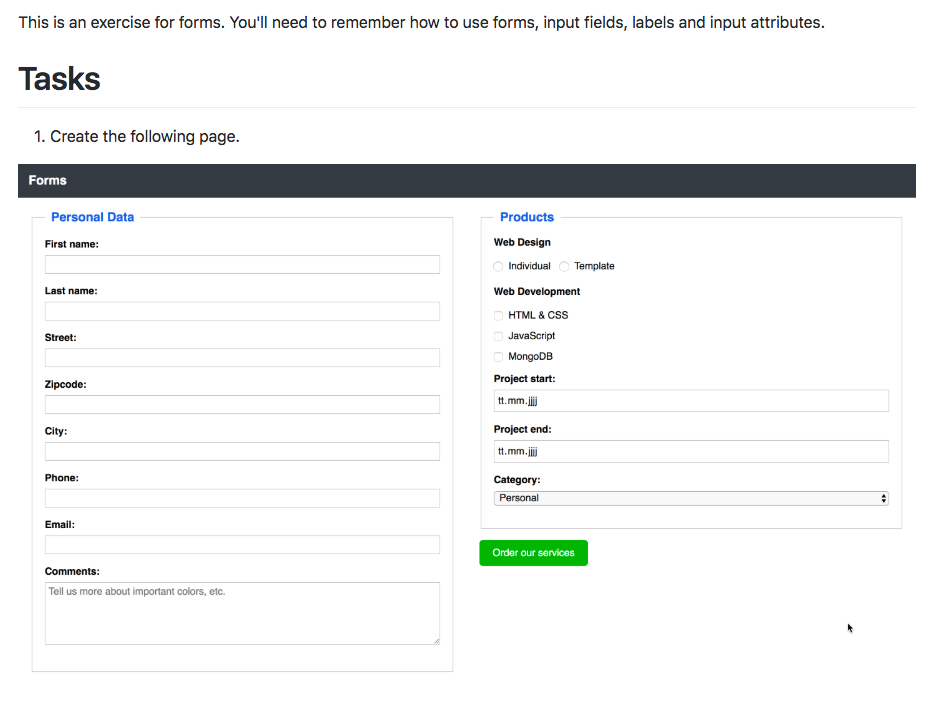 This is an exercise for forms. You'll need to remember how to use forms, input fields, labels and input attributes.
Tasks
1. Create the following page.
Forms
Personal Data
First name:
Last name:
Street:
Zipcode:
City:
Phone:
Email:
Comments:
Tell us more about important colors, etc.
Products
Web Design
Individual Template
Web Development
HTML & CSS
JavaScript
MongoDB
Project start:
tt.mm.jjjj
Project end:
tt.mm.jjjj
Category:
Personal
Order our services